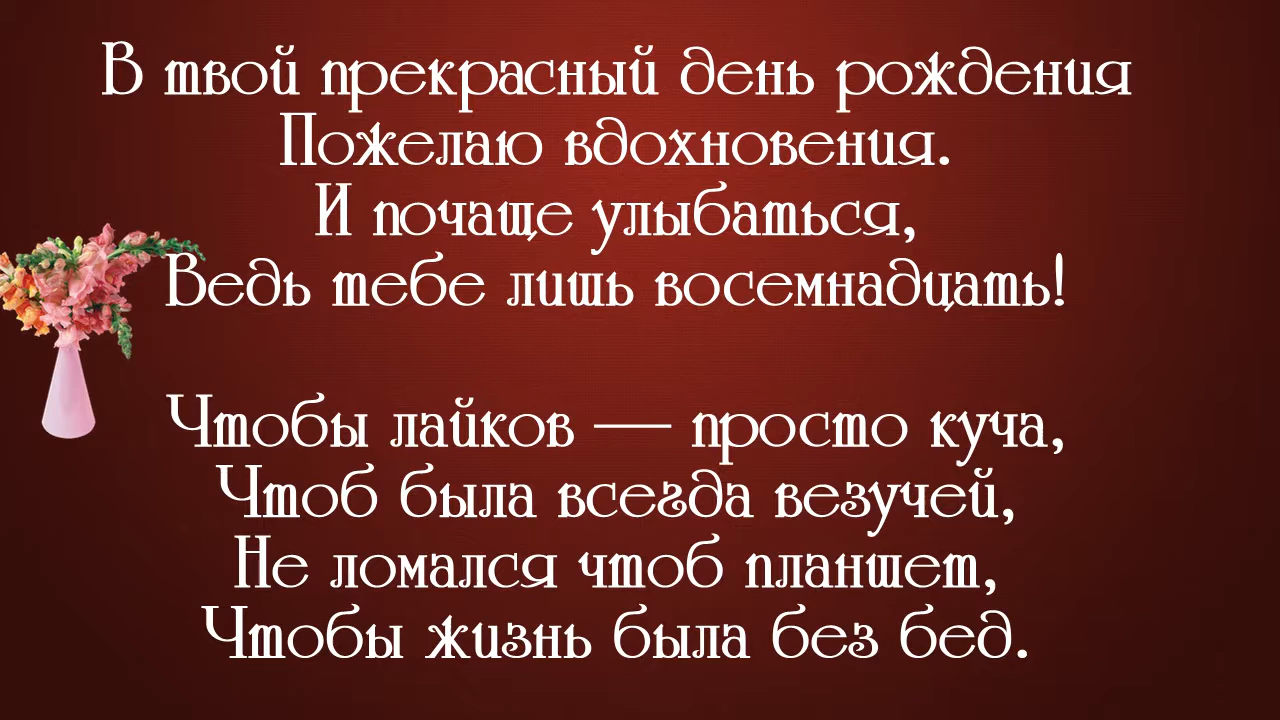 В твой прекрасный день рождения
Пожелаю вдохновения.
И почаще улыбаться,
Ведь тебе лишь восемнадцать!
Чтобы лайков — просто куча,
Чтоб была всегда везучей,
Не ломался чтоб планшет,
Чтобы жизнь была без бед.